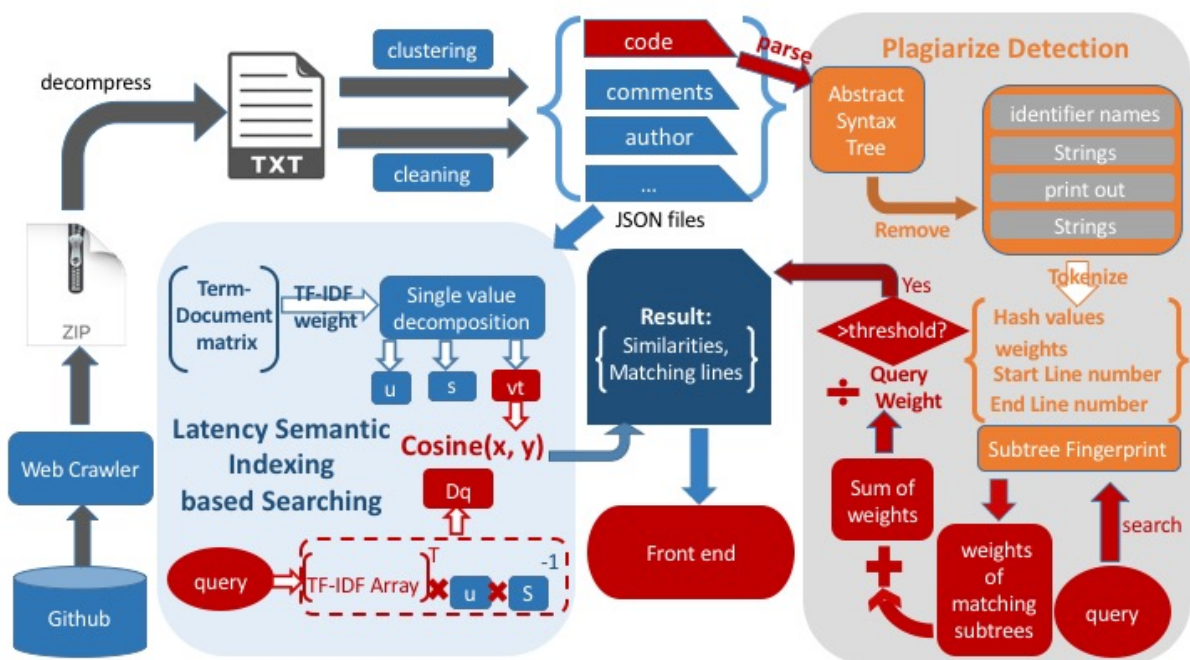 decompress
TXT
clustering
cleaning
code
comments
author
...
JSON files
parse
Plagiarize Detection
Abstract
Syntax
Tree
Remove
identifier names
Strings
print out
Strings
Tokenize
Hash values
weights
Start Line number
End Line number
Subtree Fingerprint
search
query
weights
of
matching
subtrees
Sum of
weights
÷ Query
Weight
>threshold?
Yes
ZIP
Web Crawler
Github
Term-
Document
matrix
TF-IDF
weight
Single value
decomposition
u
s
vt
Latency Semantic
Indexing
based Searching
Cosine(x, y)
Dq
query
TF-IDF Array
T
u
S
-1
Result:
Similarities,
Matching lines
Front end